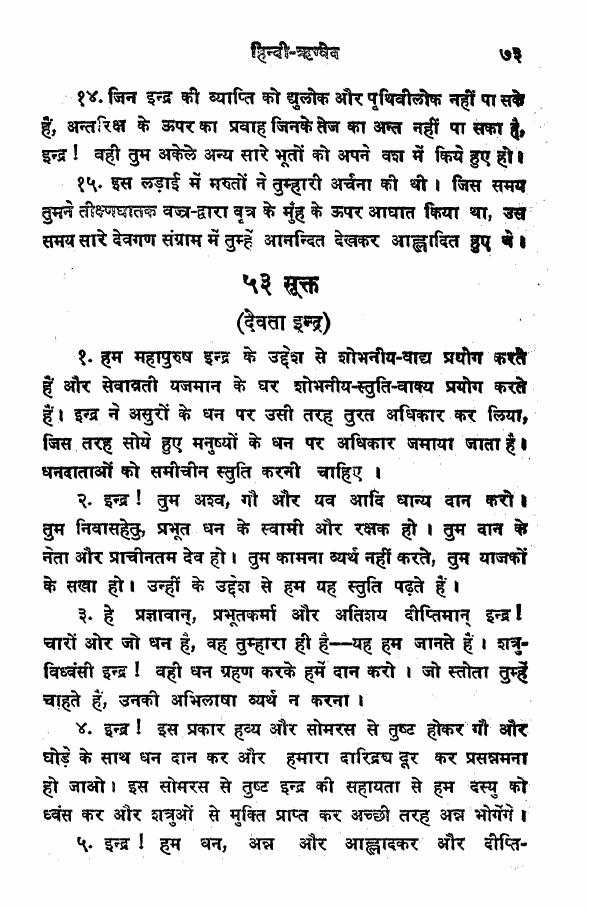 हिन्दी-ऋग्वेद ७३
१४. जिन इन्द्र की व्याप्ति को द्युलोक और पृथिवीलोक नहीं पा सके
हैं, अन्तरिक्ष के ऊपर का प्रवाह जिनके तेज का अन्त नहीं पा सका है,
इन्द्र! वही तुम अकेले अन्य सारे भूतों को अपने वश में किये हुए हो।
१५. इस लड़ाई में मरुतों ने तुम्हारी अर्चना की थी। जिस समय
तुमने तीक्ष्णघातक वज्र-द्वारा वृत्र के मुँह के ऊपर आघात किया था, उस
समय सारे देवगण संग्राम में तुम्हें आनन्दित देखकर आह्लादित हुए थे।
५३ सूक्त
(देवता इन्द्र)
१. हम महापुरुष इन्द्र के उद्देश से शोभनीय-वाद्य प्रयोग करते
हैं और सेवाव्रती यजमान के घर शोभनीय-स्तुति-वाक्य प्रयोग करते
हैं। इन्द्र ने असुरों के धन पर उसी तरह तुरत अधिकार कर लिया,
जिस तरह सोये हुए मनुष्यों के धन पर अधिकार जमाया जाता है।
धनदाताओं को समीचीन स्तुति करनी चाहिए ।
२. इन्द्र! तुम अश्व, गौ और यव आदि धान्य दान करो।
तुम निवासहेतु, प्रभूत धन के स्वामी और रक्षक हो । तुम दान के
नेता और प्राचीनतम देव हो। तुम कामना व्यर्थ नहीं करते, तुम याजकों
के सखा हो। उन्हीं के उद्देश से हम यह स्तुति पढ़ते हैं ।
३. हे प्रज्ञावान्, प्रभूतकर्मा और अतिशय दीप्तिमान् इन्द्र!
चारों ओर जो धन है, वह तुम्हारा ही है—यह हम जानते हैं । शत्रु-
विध्वंसी इन्द्र! वही धन ग्रहण करके हमें दान करो । जो स्तोता तुम्हें
चाहते हैं, उनकी अभिलाषा व्यर्थ न करना ।
४. इन्द्र! इस प्रकार हव्य और सोमरस से तुष्ट होकर गौ और
घोड़े के साथ धन दान कर और हमारा दारिद्र्य दूर कर प्रसन्नमना
हो जाओ। इस सोमरस से तुष्ट इन्द्र की सहायता से हम दस्यु को
ध्वंस कर और शत्रुओं से मुक्ति प्राप्त कर अच्छी तरह अन्न भोगेंगे ।
५. इन्द्र! हम धन, अन्न और आह्लादकर और दीप्ति-